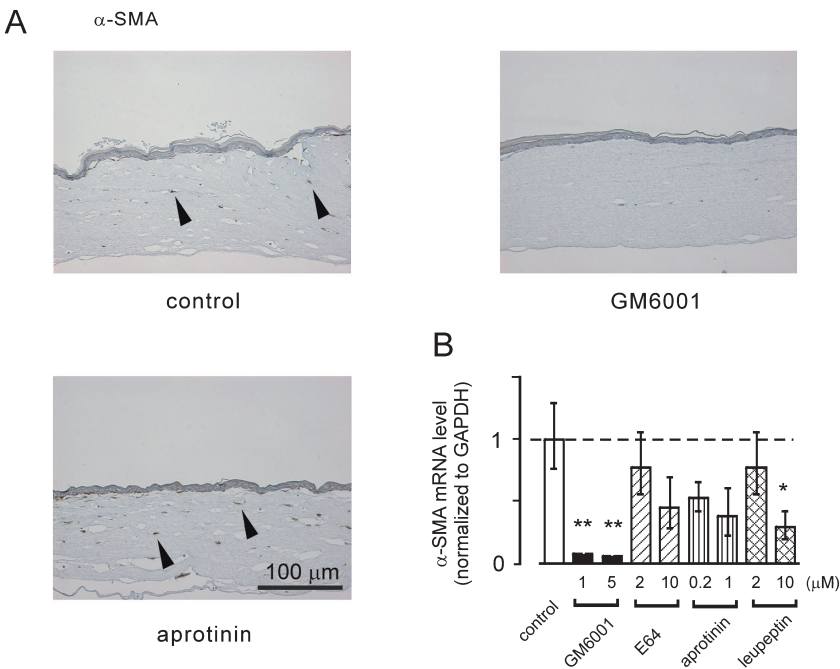 A
α-SMA
control
GM6001
aprotinin
100 μm
B
α-SMA mRNA level
(normalized to GAPDH)
1
0
** ** *
1 5 2 10 0.2 1 2 10 (μM)
control
GM6001
E64
aprotinin
leupeptin